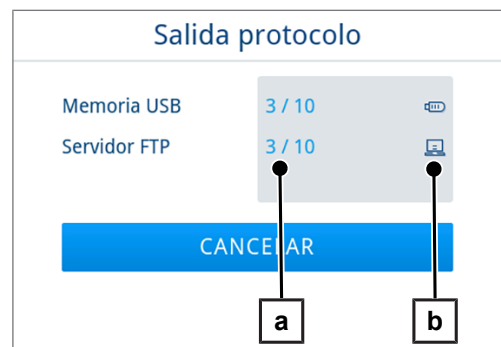 Salida protocolo
Memoria USB 3 / 10
Servidor FTP 3 / 10
CANCELAR
a b